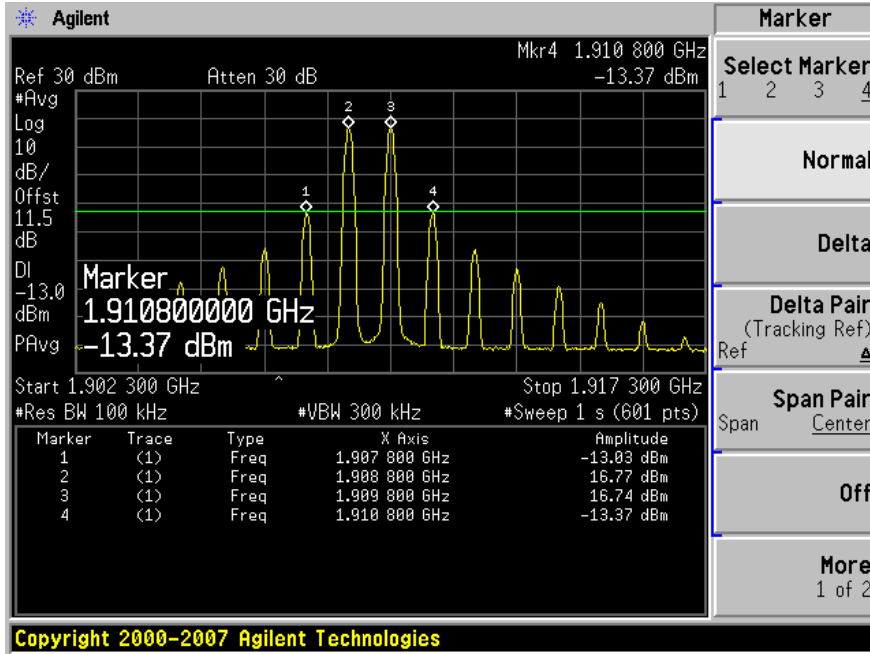 Agilent
Marker
Mkr4 1.910 800 GHz
Ref 30 dBm Atten 30 dB -13.37 dBm
#Avg
Log
10
dB/
Offst
11.5
dB
DI
-13.0
dBm
PAvg
1
2
3
4
Marker
1.910800000 GHz
-13.37 dBm
Start 1.902 300 GHz ^ Stop 1.917 300 GHz
#Res BW 100 kHz #VBW 300 kHz #Sweep 1 s (601 pts)
Marker Trace Type X Axis Amplitude
1 (1) Freq 1.907 800 GHz -13.03 dBm
2 (1) Freq 1.908 800 GHz 16.77 dBm
3 (1) Freq 1.909 800 GHz 16.74 dBm
4 (1) Freq 1.910 800 GHz -13.37 dBm
Select Marker
1 2 3 4
Normal
Delta
Delta Pair
(Tracking Ref)
Ref Δ
Span Pair
Span Center
Off
More
1 of 2
Copyright 2000-2007 Agilent Technologies